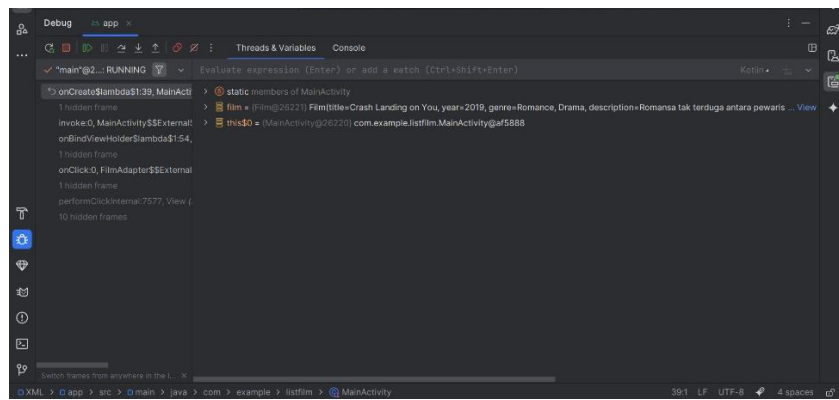 Debug app
Threads & Variables Console
"main"@2...: RUNNING
Evaluate expression (Enter) or add a watch (Ctrl+Shift+Enter)
Kotlin
onCreate$lambda$1:39, MainActi
static members of MainActivity
1 hidden frame
film = {Film@26221} Film(title=Crash Landing on You, year=2019, genre=Romance, Drama, description=Romansa tak terduga antara pewaris ... View
invoke:0, MainActivity$$External
this$0 = {MainActivity@26220} com.example.listfilm.MainActivity@af5888
onBindViewHolder$lambda$1:54,
1 hidden frame
onClick:0, FilmAdapter$$External
1 hidden frame
performClickInternal:7577, View (
10 hidden frames
Switch frames from anywhere in the I...
XML > app > src > main > java > com > example > listfilm > MainActivity
39:1 LF UTF-8 4 spaces